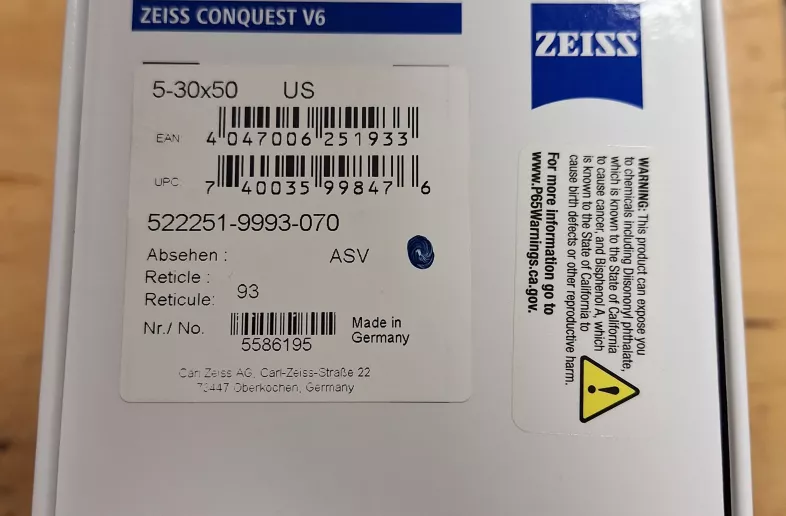 ZEISS CONQUEST V6
ZEISS
5-30x50 US
EAN 4 047006 251933
UPC 7 40035 99847 6
522251-9993-070
Absehen : ASV
Reticle :
Reticule: 93
Nr./ No. 5586195
Made in
Germany
Carl Zeiss AG, Carl-Zeiss-Straße 22
73447 Oberkochen, Germany
WARNING: This product can expose you
to chemicals including Diisononyl phthalate,
which is known to the State of California
to cause cancer, and Bisphenol A, which
is known to the State of California to
cause birth defects or other reproductive harm.
For more information go to
www.P65Warnings.ca.gov.